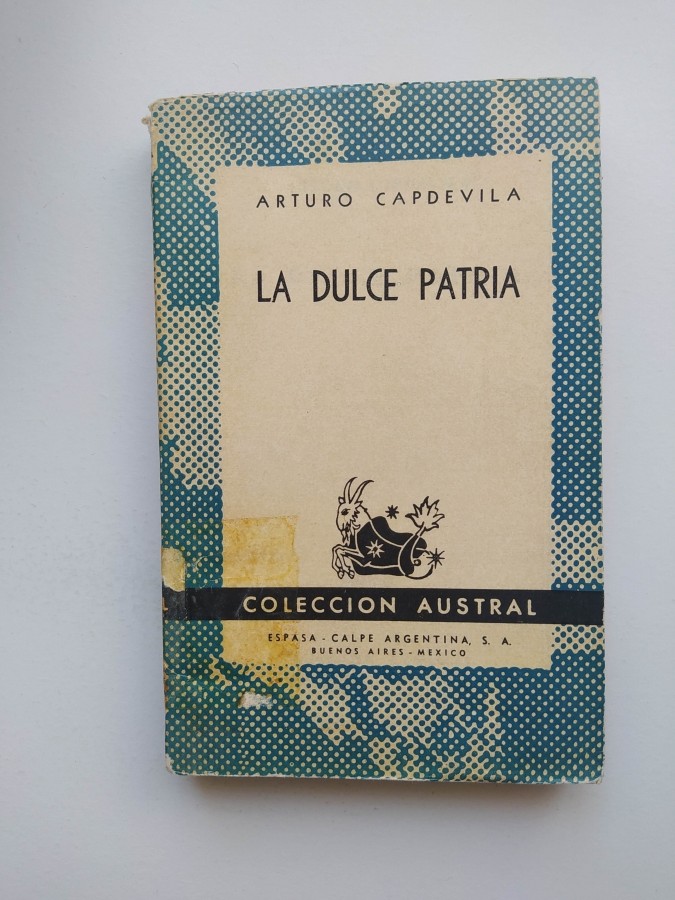 ARTURO CAPDEVILA
LA DULCE PATRIA
COLECCION AUSTRAL
ESPASA - CALPE ARGENTINA, S. A.
BUENOS AIRES - MEXICO